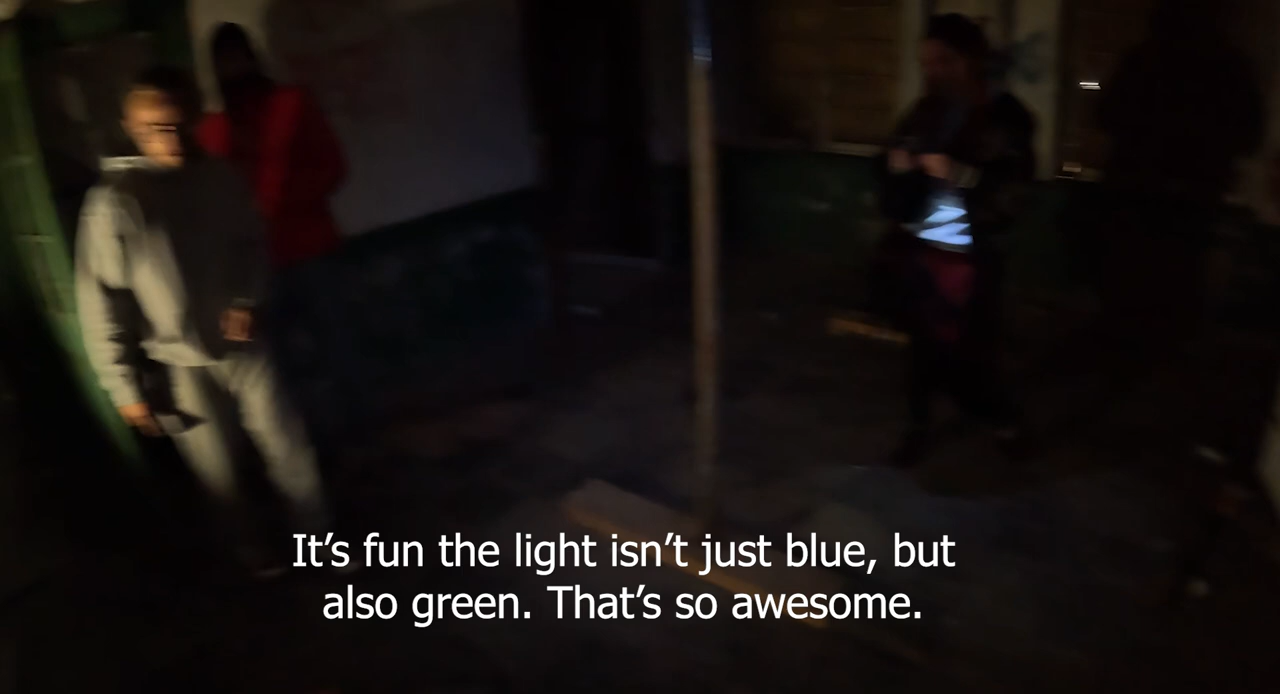 It’s fun the light isn’t just blue, but
also green. That’s so awesome.